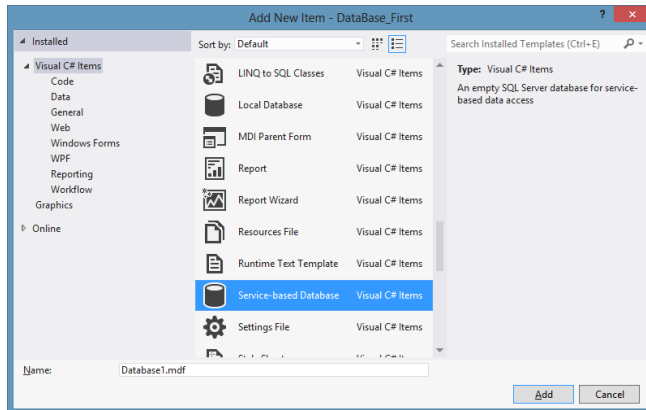 Add New Item - DataBase_First
? ×
Installed
Sort by: Default
Search Installed Templates (Ctrl+E)
Visual C# Items
Code
Data
General
Web
Windows Forms
WPF
Reporting
Workflow
Graphics
Online
LINQ to SQL Classes Visual C# Items
Local Database Visual C# Items
MDI Parent Form Visual C# Items
Report Visual C# Items
Report Wizard Visual C# Items
Resources File Visual C# Items
Runtime Text Template Visual C# Items
Service-based Database Visual C# Items
Settings File Visual C# Items
Type: Visual C# Items
An empty SQL Server database for service-
based data access
Name: Database1.mdf
Add Cancel